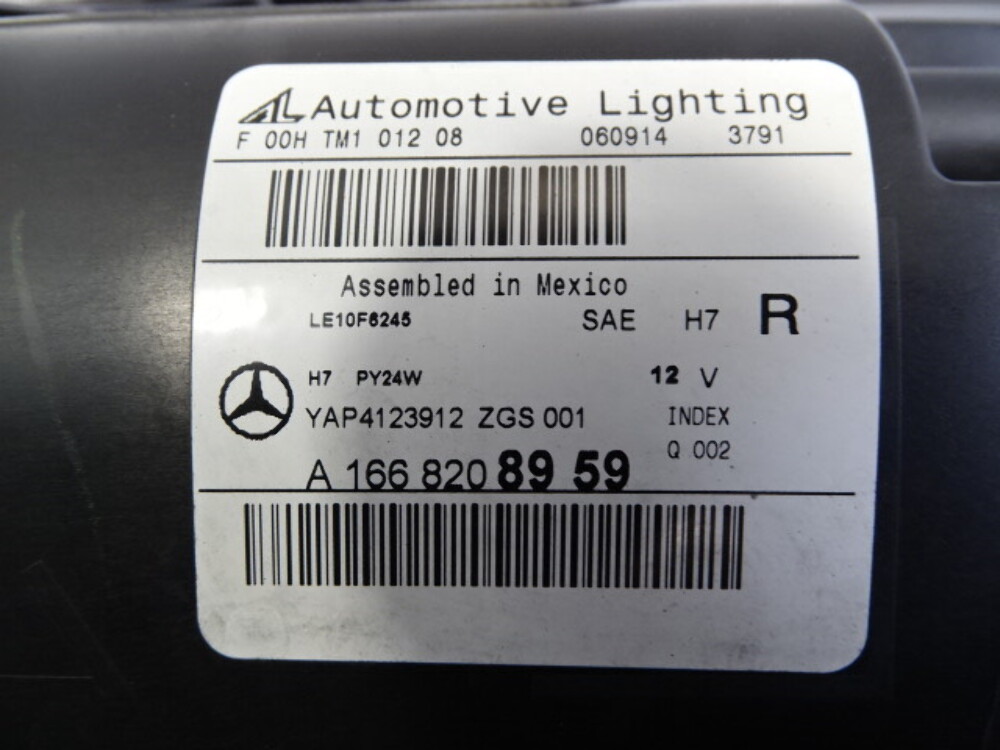 AL Automotive Lighting
F 00H TM1 012 08 060914 3791
Assembled in Mexico
LE10F6245 SAE H7 R
H7 PY24W 12 V
YAP4123912 ZGS 001 INDEX
Q 002
A 166 820 89 59